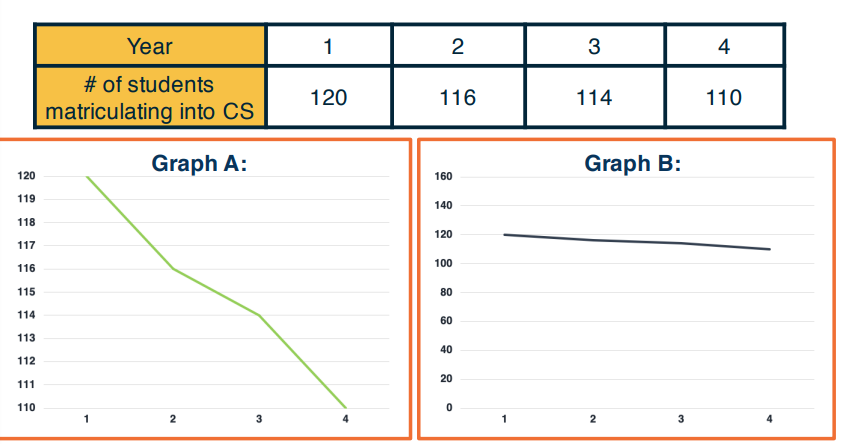 Year 1 2 3 4
# of students
matriculating into CS 120 116 114 110
Graph A:
120
119
118
117
116
115
114
113
112
111
110
1 2 3 4
Graph B:
160
140
120
100
80
60
40
20
0
1 2 3 4